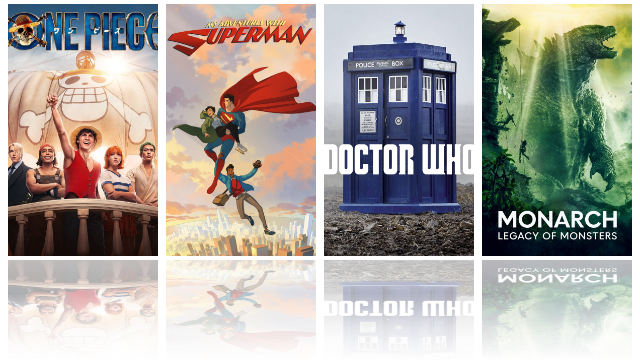 ONE PIECE
MY ADVENTURES WITH
SUPERMAN
POLICE BOX
DOCTOR WHO
MONARCH
LEGACY OF MONSTERS